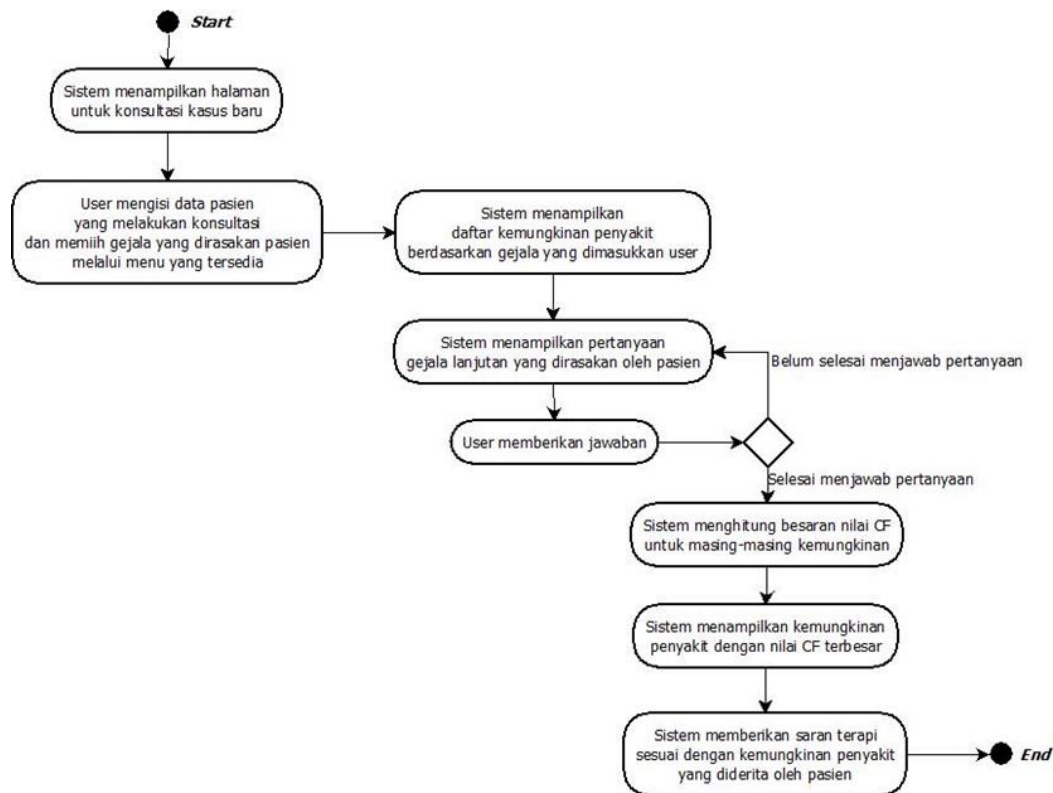 Start
Sistem menampilkan halaman
untuk konsultasi kasus baru
User mengisi data pasien
yang melakukan konsultasi
dan memiih gejala yang dirasakan pasien
melalui menu yang tersedia
Sistem menampilkan
daftar kemungkinan penyakit
berdasarkan gejala yang dimasukkan user
Sistem menampilkan pertanyaan
gejala lanjutan yang dirasakan oleh pasien
Belum selesai menjawab pertanyaan
User memberikan jawaban
Selesai menjawab pertanyaan
Sistem menghitung besaran nilai CF
untuk masing-masing kemungkinan
Sistem menampilkan kemungkinan
penyakit dengan nilai CF terbesar
Sistem memberikan saran terapi
sesuai dengan kemungkinan penyakit
yang diderita oleh pasien
End